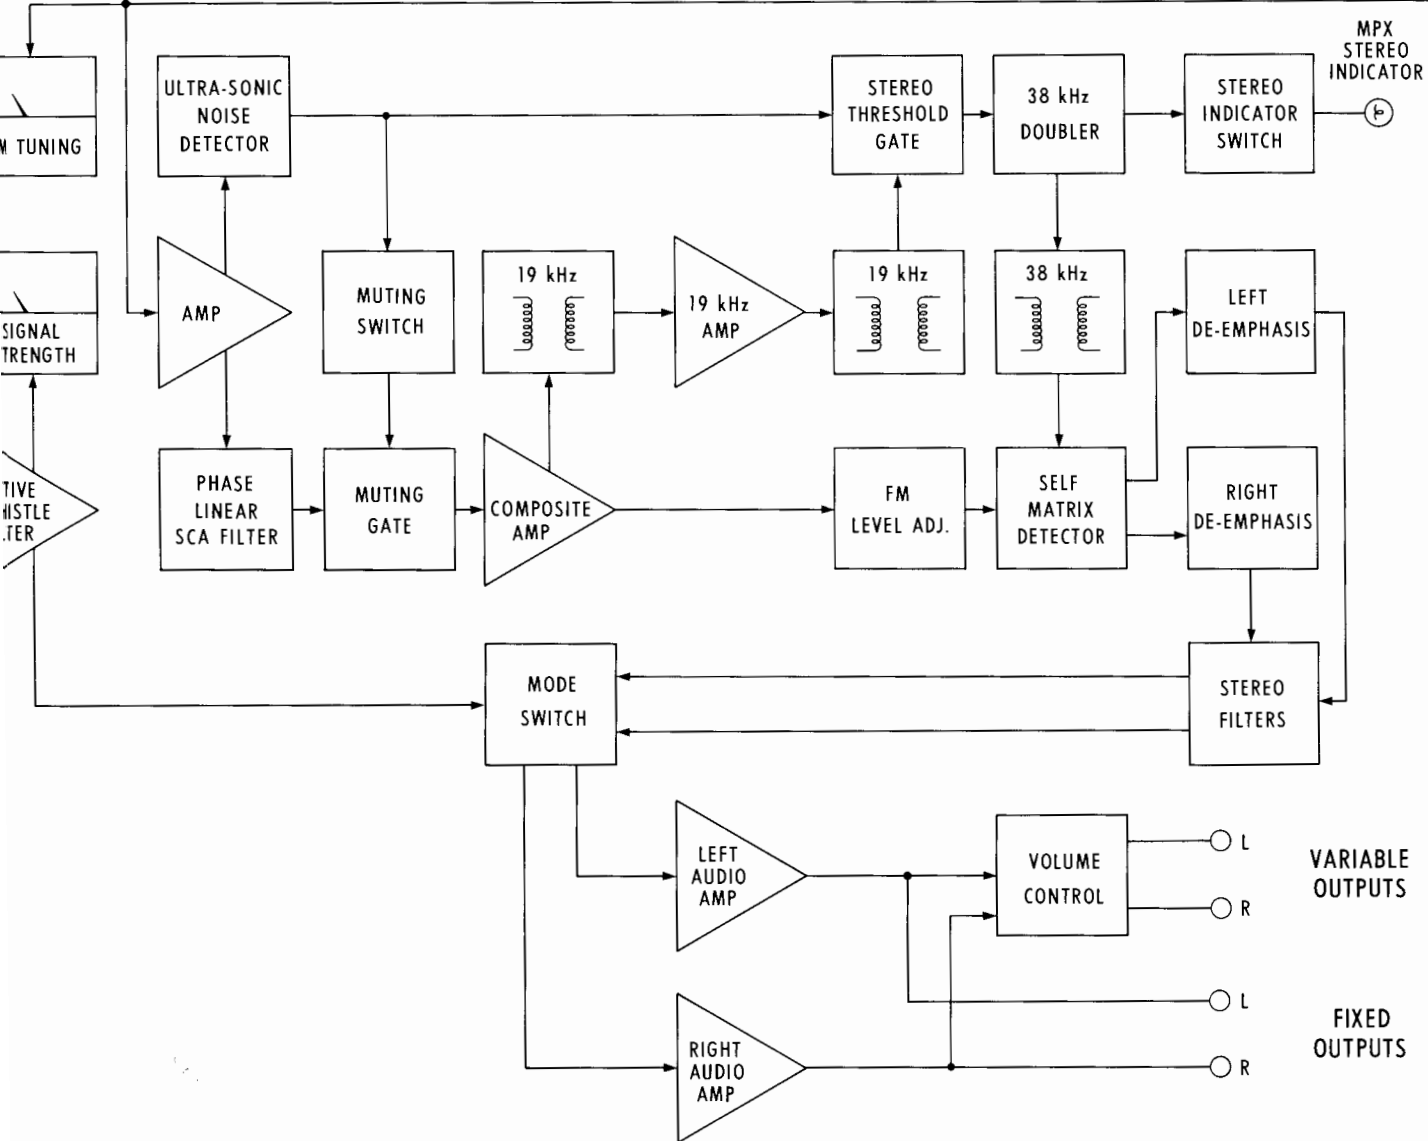 MPX
STEREO
INDICATOR
ULTRA-SONIC
NOISE
DETECTOR
STEREO
THRESHOLD
GATE
38 kHz
DOUBLER
STEREO
INDICATOR
SWITCH
TUNING
AMP
MUTING
SWITCH
19 kHz
19 kHz
AMP
19 kHz
38 kHz
LEFT
DE-EMPHASIS
SIGNAL
TRENGTH
TIVE
HISTLE
TER
PHASE
LINEAR
SCA FILTER
MUTING
GATE
COMPOSITE
AMP
FM
LEVEL ADJ.
SELF
MATRIX
DETECTOR
RIGHT
DE-EMPHASIS
MODE
SWITCH
STEREO
FILTERS
LEFT
AUDIO
AMP
VOLUME
CONTROL
L
R
VARIABLE
OUTPUTS
RIGHT
AUDIO
AMP
L
R
FIXED
OUTPUTS